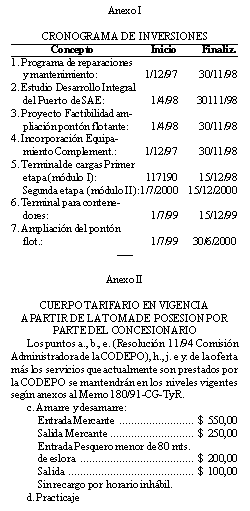 Anexo I
CRONOGRAMA DE INVERSIONES
Concepto Inicio Finaliz.
1. Programa de reparaciones
y mantenimiento: 1/12/97 30/11/98
2. Estudio Desarrollo Integral
del Puerto de SAE: 1/4/98 30111/98
3. Proyecto Factibilidad am-
pliación pontón flotante: 1/4/98 30/11/98
4. Incorporación Equipa-
miento Complement.: 1/12/97 30/11/98
5. Terminal de cargas Primer
etapa (módulo I): 117190 15/12/98
Segunda etapa (módulo II): 1/7/2000 15/12/2000
6. Terminal para contene-
dores: 1/7/99 15/12/99
7. Ampliación del pontón
flot.: 1/7/99 30/6/2000
Anexo II
CUERPO TARIFARIO EN VIGENCIA
A PARTIR DE LA TOMA DE POSESION POR
PARTE DEL CONCESIONARIO
Los puntos a., b., e. (Resolución 11/94 Comisión
Administradora de la CODEPO), h., j. e y. de la oferta
más los servicios que actualmente son prestados por
la CODEPO se mantendrán en los niveles vigentes
según anexos al Memo 180/91-CG-TyR.
c. Amarre y desamarre:
Entrada Mercante ........................... $ 550,00
Salida Mercante ............................. $ 250,00
Entrada Pesquero menor de 80 mts.
de eslora ....................................... $ 200,00
Salida ............................................ $ 100,00
Sin recargo por horario inhábil.
d. Practicaje